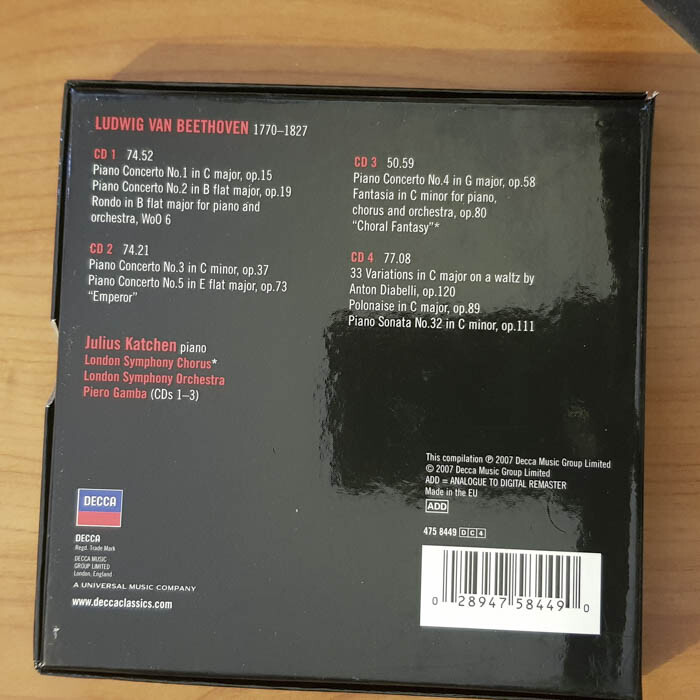 LUDWIG VAN BEETHOVEN 1770–1827
CD 1 74.52
Piano Concerto No.1 in C major, op.15
Piano Concerto No.2 in B flat major, op.19
Rondo in B flat major for piano and
orchestra, WoO 6
CD 2 74.21
Piano Concerto No.3 in C minor, op.37
Piano Concerto No.5 in E flat major, op.73
“Emperor”
Julius Katchen piano
London Symphony Chorus*
London Symphony Orchestra
Piero Gamba (CDs 1–3)
CD 3 50.59
Piano Concerto No.4 in G major, op.58
Fantasia in C minor for piano,
chorus and orchestra, op.80
“Choral Fantasy”*
CD 4 77.08
33 Variations in C major on a waltz by
Anton Diabelli, op.120
Polonaise in C major, op.89
Piano Sonata No.32 in C minor, op.111
DECCA
DECCA
Regd. Trade Mark
DECCA MUSIC
GROUP LIMITED
London, England
A UNIVERSAL MUSIC COMPANY
www.deccaclassics.com
This compilation ℗ 2007 Decca Music Group Limited
© 2007 Decca Music Group Limited
ADD = ANALOGUE TO DIGITAL REMASTER
Made in the EU
ADD
475 8449 DC4
0 28947 58449 0